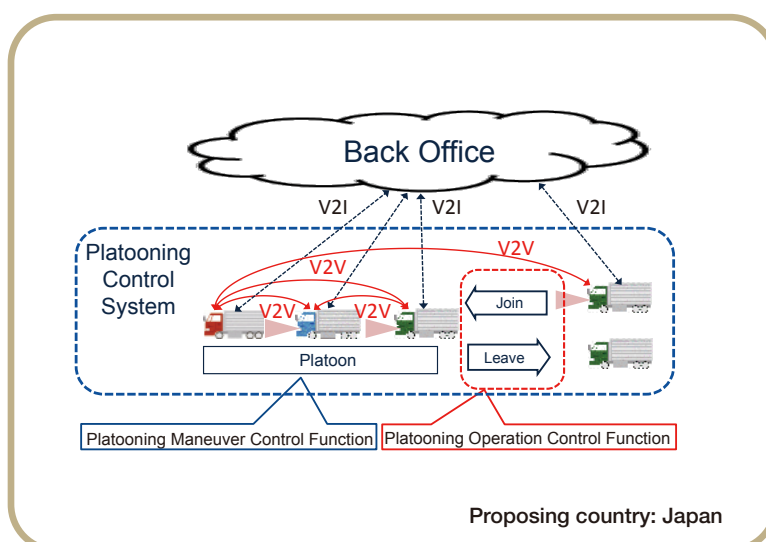 Back Office
V2I
V2I
V2I
Platooning
Control
System
V2V
V2V
V2V
V2V
Join
Platoon
Leave
Platooning Maneuver Control Function
Platooning Operation Control Function
Proposing country: Japan